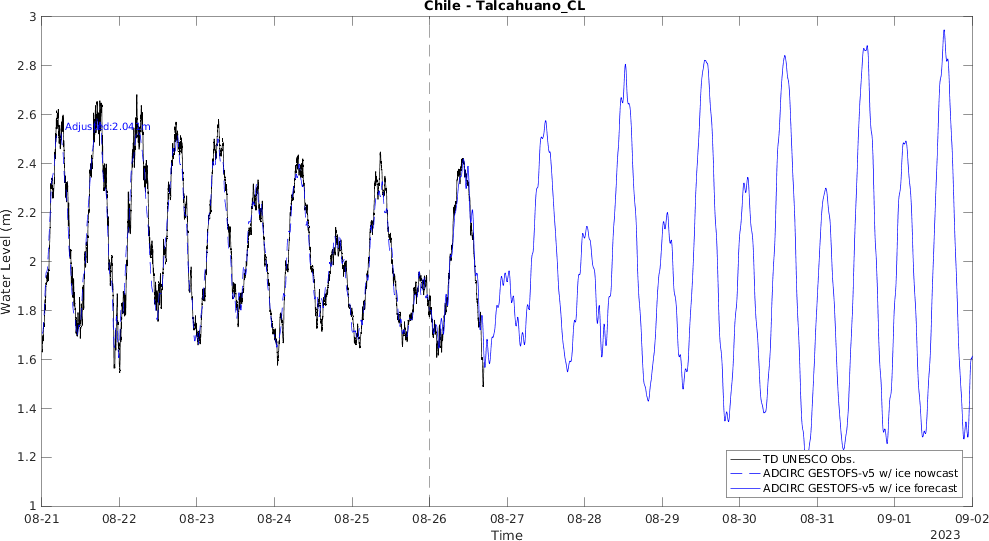 Chile - Talcahuano_CL
3
2.8
2.6
2.4
2.2
2
1.8
1.6
1.4
1.2
1
Water Level (m)
08-21 08-22 08-23 08-24 08-25 08-26 08-27 08-28 08-29 08-30 08-31 09-01 09-02
Time
2023
TD UNESCO Obs.
ADCIRC GESTOFS-v5 w/ ice nowcast
ADCIRC GESTOFS-v5 w/ ice forecast